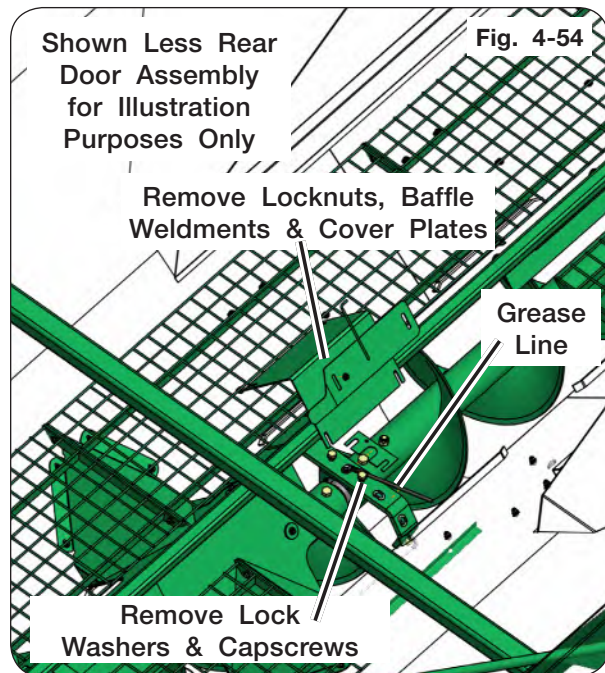 Shown Less Rear
Door Assembly
for Illustration
Purposes Only
Fig. 4-54
Remove Locknuts, Baffle
Weldments & Cover Plates
Grease
Line
Remove Lock
Washers & Capscrews